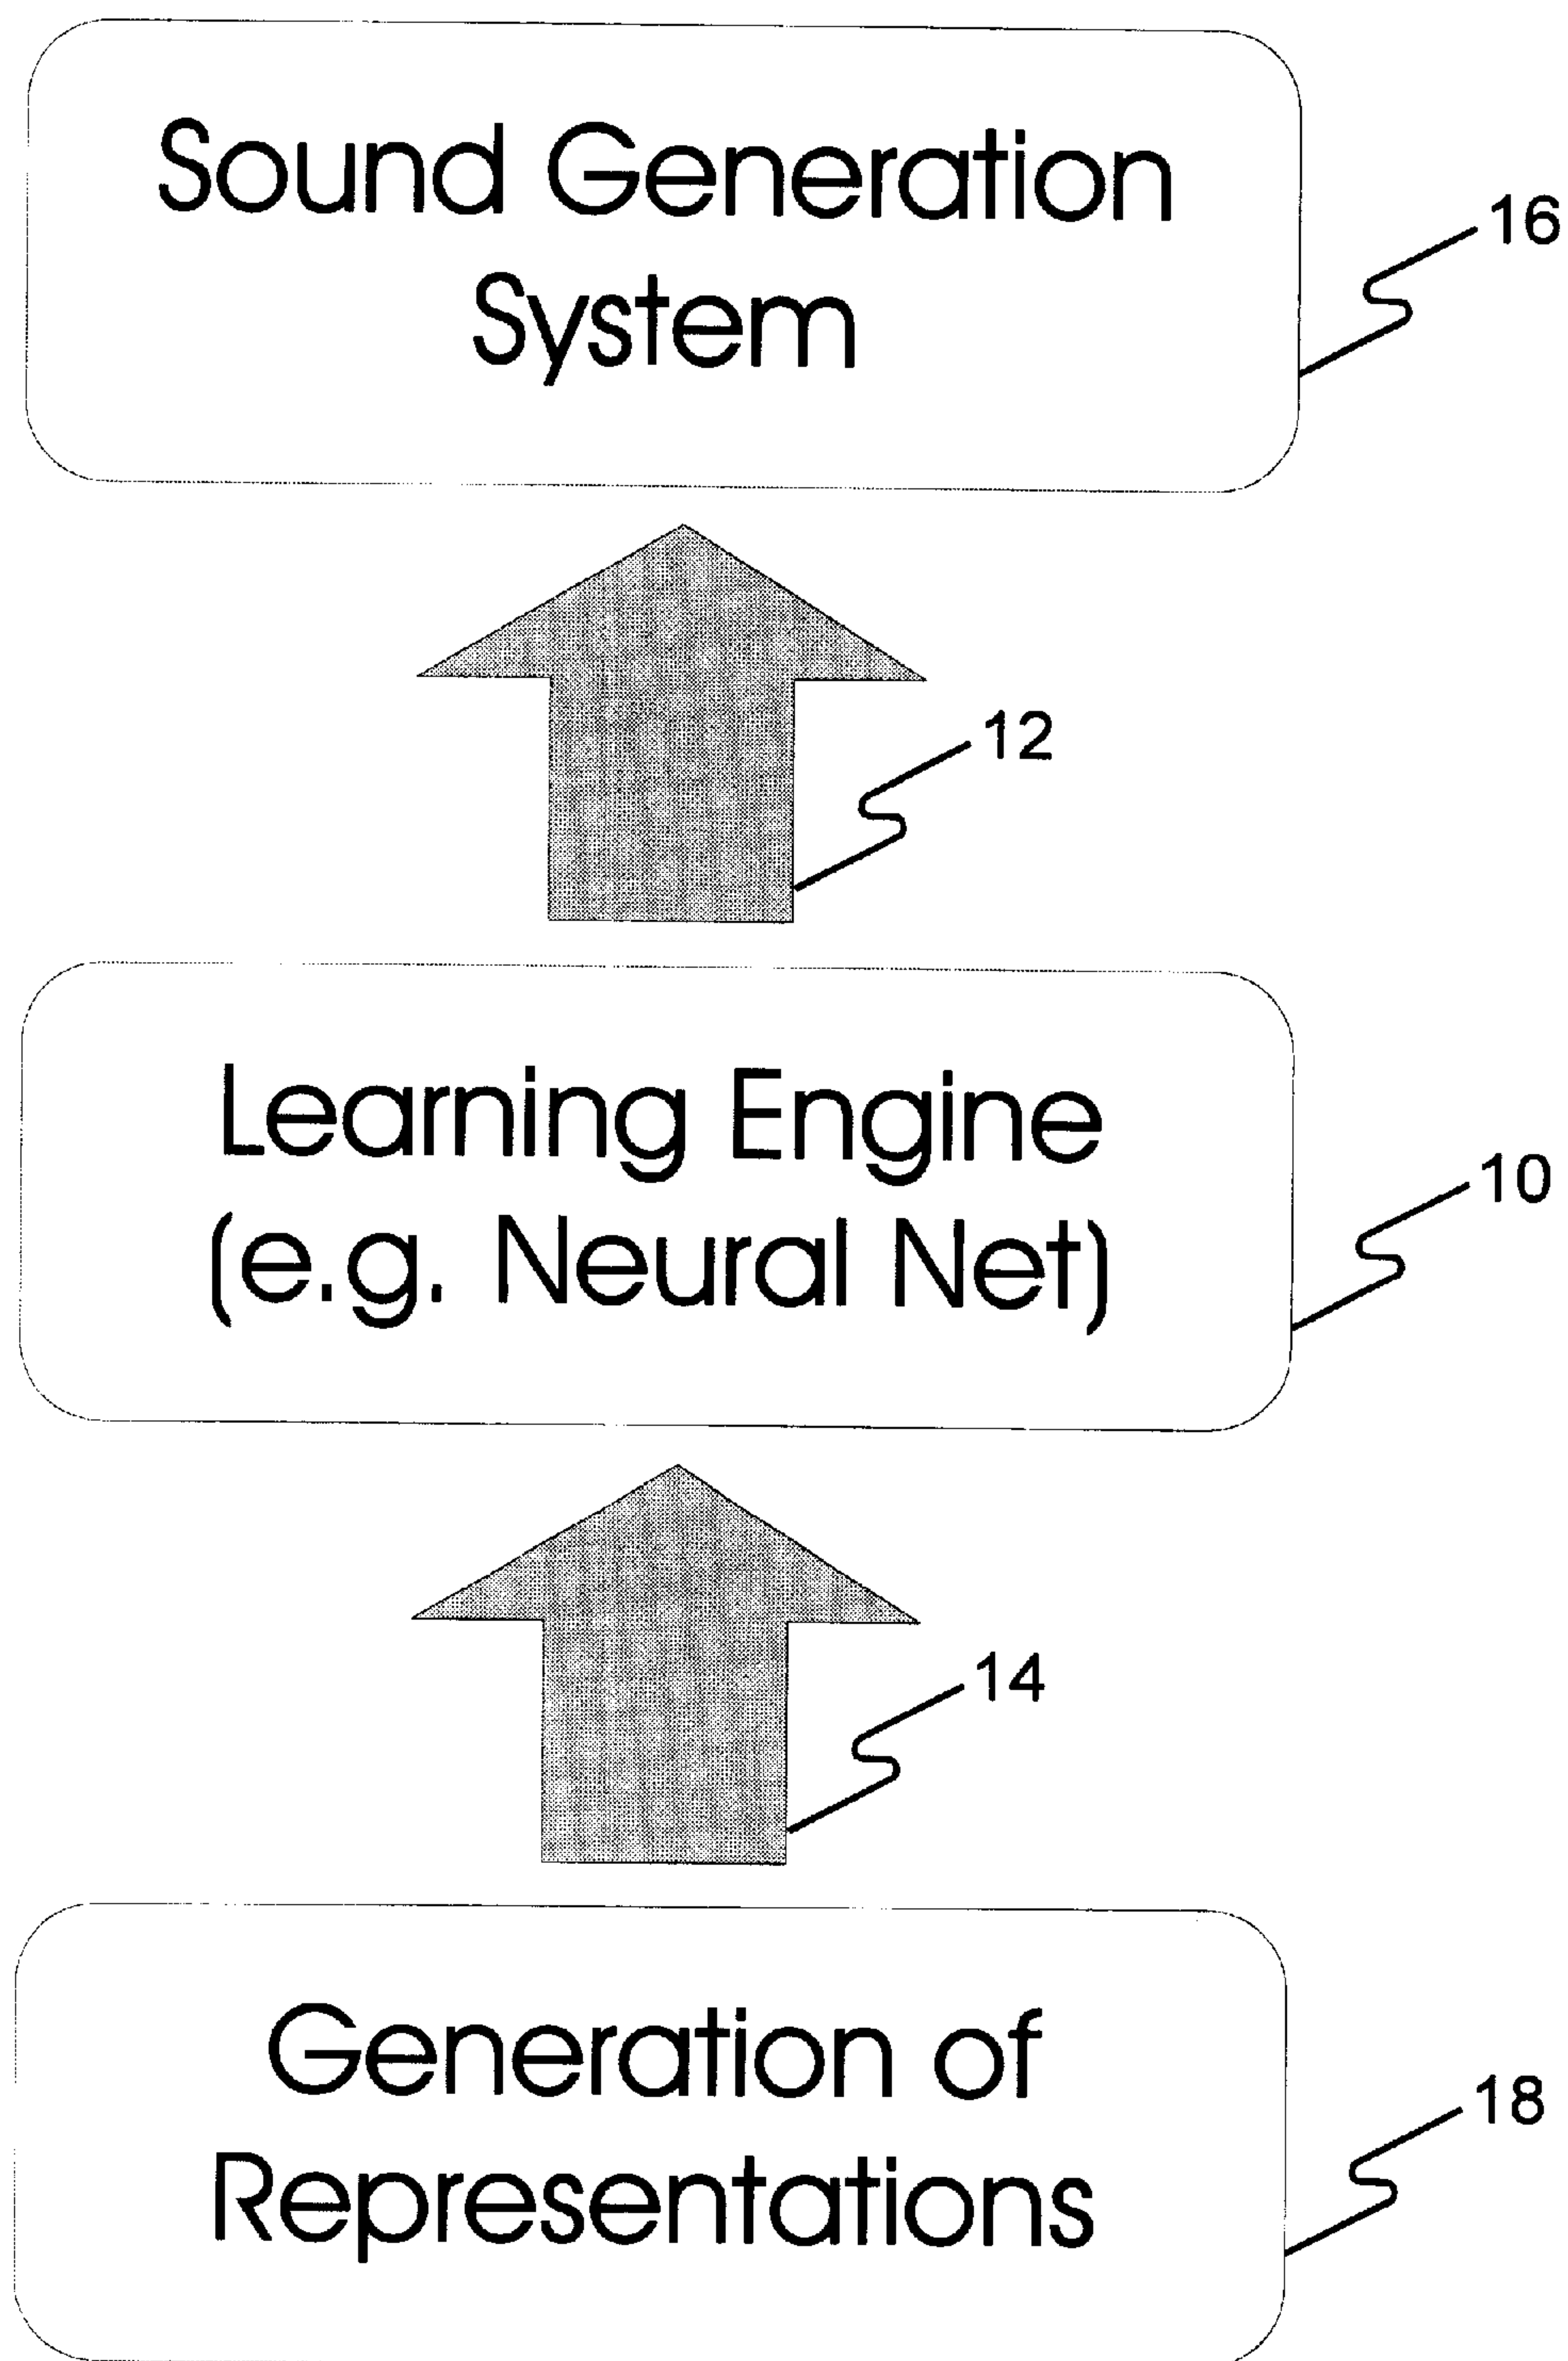 Sound Generation
System
16
12
Learning Engine
(e.g. Neural Net)
10
14
Generation of
Representations
18